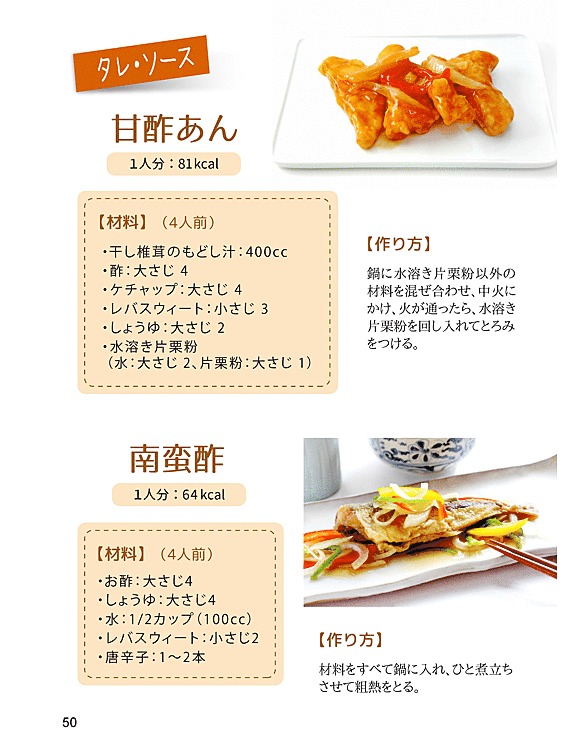 タレ・ソース
甘酢あん
1人分：81kcal
【材料】（4人前）
・干し椎茸のもどし汁：400cc
・酢：大さじ 4
・ケチャップ：大さじ 4
・レバスウィート：小さじ 3
・しょうゆ：大さじ 2
・水溶き片栗粉
（水：大さじ 2、片栗粉：大さじ 1）
【作り方】
鍋に水溶き片栗粉以外の
材料を混ぜ合わせ、中火に
かけ、火が通ったら、水溶き
片栗粉を回し入れてとろみ
をつける。
南蛮酢
1人分：64kcal
【材料】（4人前）
・お酢：大さじ4
・しょうゆ：大さじ4
・水：1/2カップ（100cc）
・レバスウィート：小さじ2
・唐辛子：1～2本
【作り方】
材料をすべて鍋に入れ、ひと煮立ち
させて粗熱をとる。
50